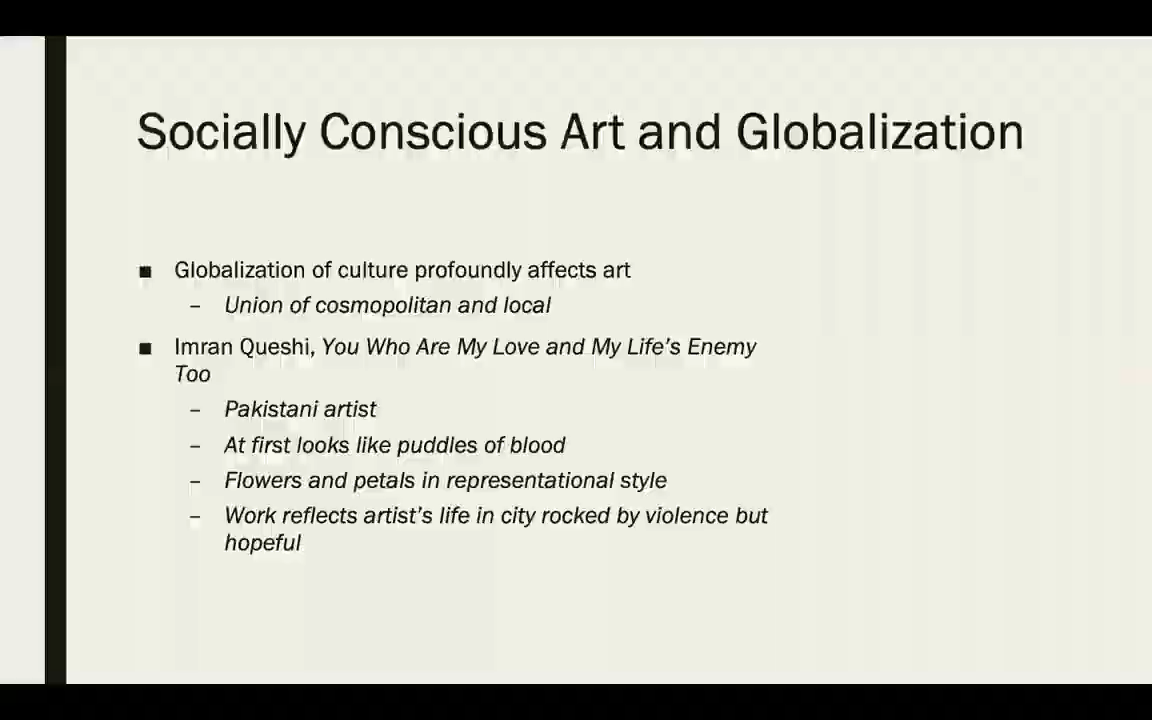 Socially Conscious Art and Globalization
■ Globalization of culture profoundly affects art
– Union of cosmopolitan and local
■ Imran Queshi, You Who Are My Love and My Life's Enemy
Too
– Pakistani artist
– At first looks like puddles of blood
– Flowers and petals in representational style
– Work reflects artist's life in city rocked by violence but
hopeful